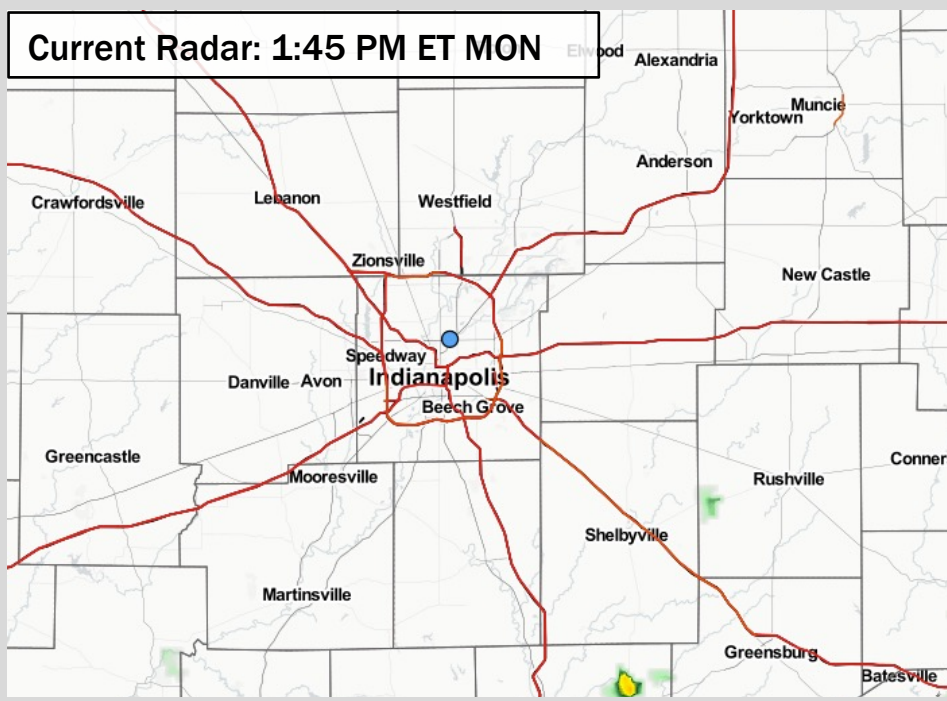 Current Radar: 1:45 PM ET MON
Elwood
Alexandria
Muncie
Yorktown
Anderson
Crawfordsville
Lebanon
Westfield
Zionsville
New Castle
Speedway
Indianapolis
Danville
Avon
Beech Grove
Greencastle
Mooresville
Rushville
Conner
Shelbyville
Martinsville
Greensburg
Batesville